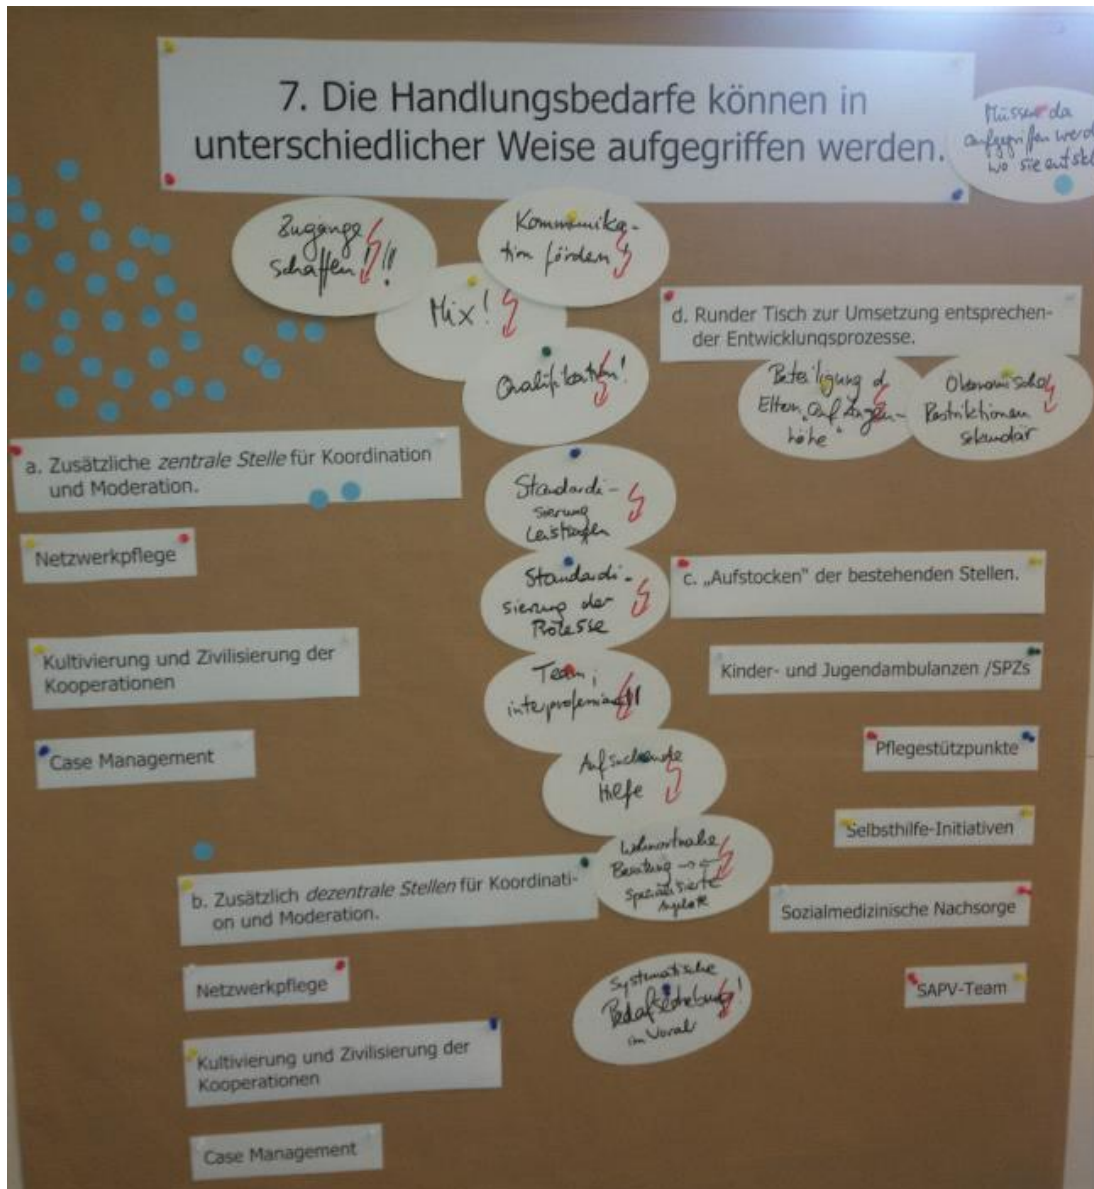 7. Die Handlungsbedarfe können in
unterschiedlicher Weise aufgegriffen werden.
Müssen da
aufgegriffen werd
wo sie entste
Zugänge
schaffen!!!
Kommunika-
tion fördern
Mix!
Qualifikation!
d. Runder Tisch zur Umsetzung entsprechen-
der Entwicklungsprozesse.
Beteiligung d
Eltern „auf Augen-
höhe“
Ökonomische
Restriktionen
sekundär
a. Zusätzliche zentrale Stelle für Koordination
und Moderation.
Netzwerkpflege
Kultivierung und Zivilisierung der
Kooperationen
Case Management
Standardi-
sierung
Leistungen
Standardi-
sierung der
Prozesse
Team,
interprofessionell
Aufsuchende
Hilfe
Wohnortnahe
Beratung → ←
spezialisierte
Angebote
Systematische
Bedarfserhebung!
im Vorab
c. „Aufstocken“ der bestehenden Stellen.
Kinder- und Jugendambulanzen /SPZs
Pflegestützpunkte
Selbsthilfe-Initiativen
Sozialmedizinische Nachsorge
SAPV-Team
b. Zusätzlich dezentrale Stellen für Koordinati-
on und Moderation.
Netzwerkpflege
Kultivierung und Zivilisierung der
Kooperationen
Case Management